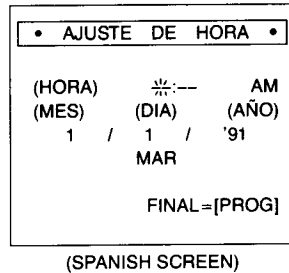 • AJUSTE DE HORA •
(HORA) --:-- AM
(MES) (DIA) (AÑO)
1 / 1 / '91
MAR
FINAL=[PROG]
(SPANISH SCREEN)